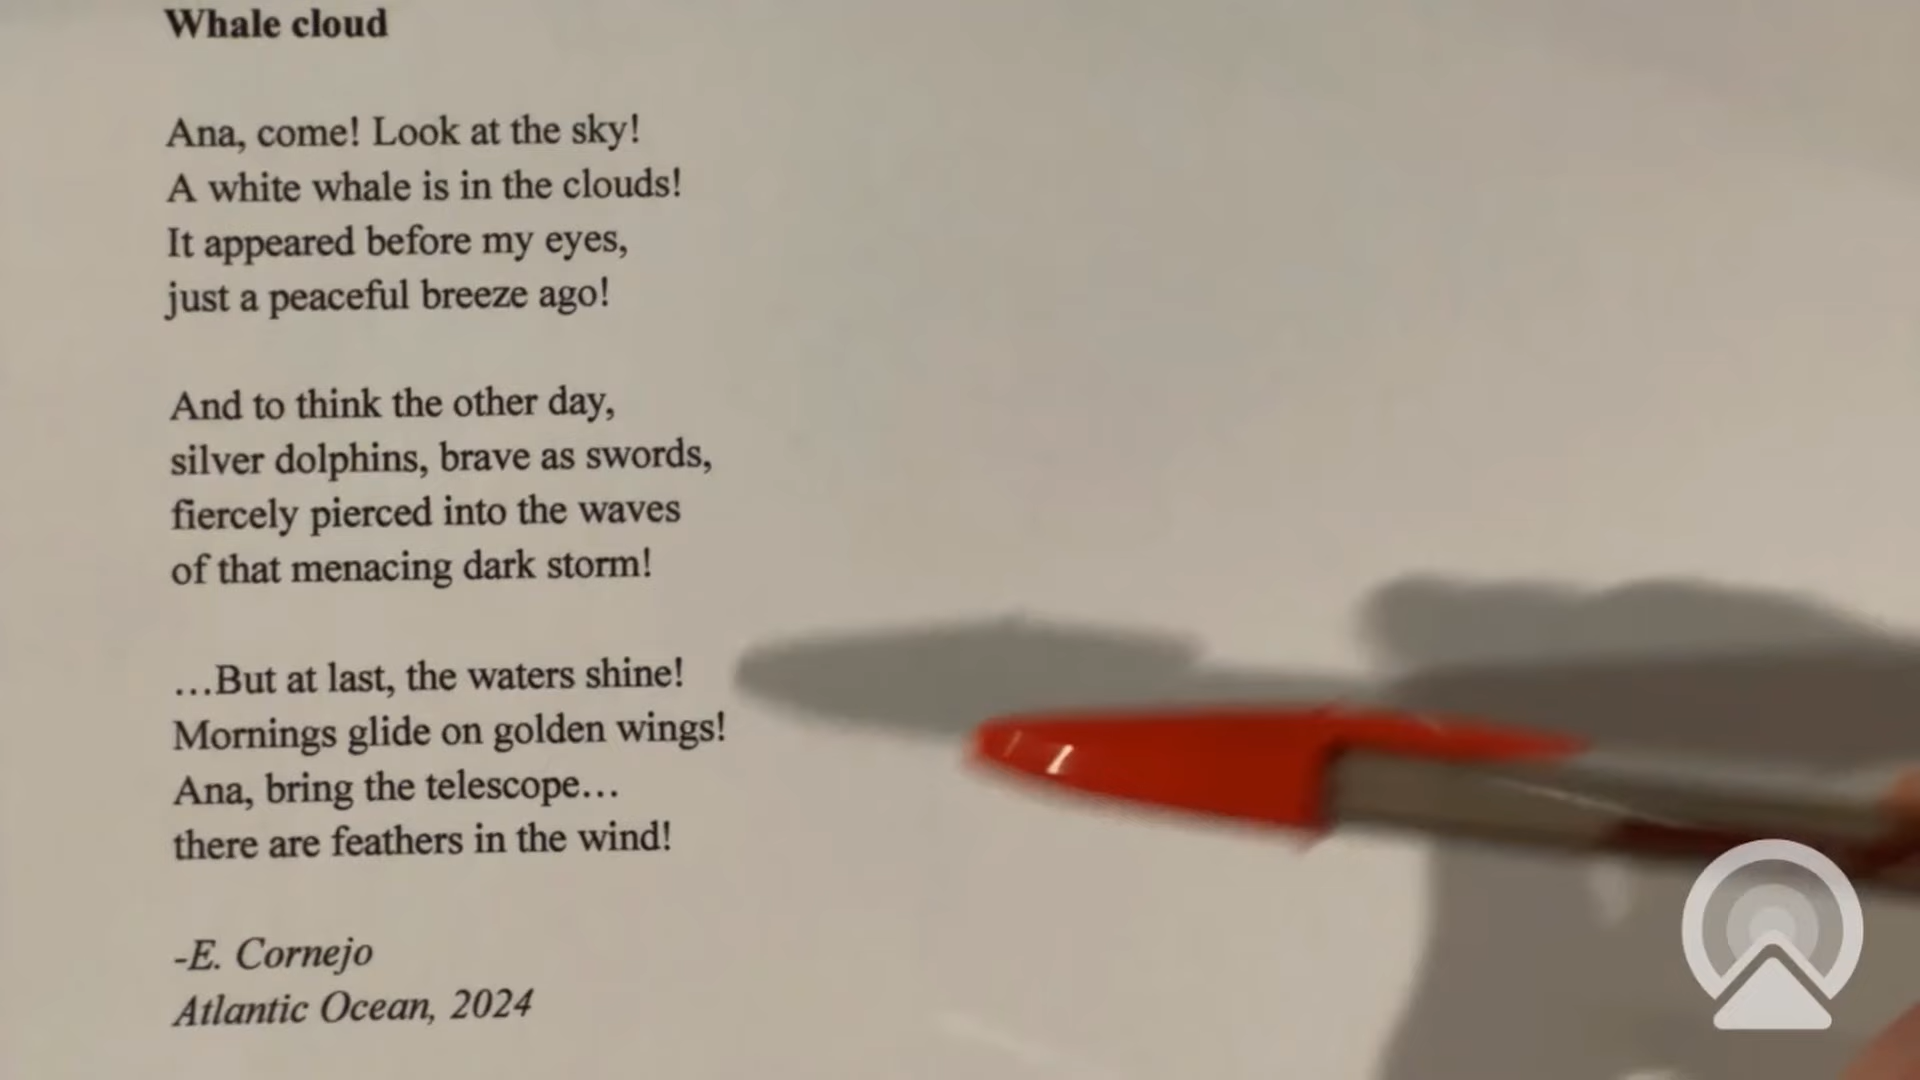 Whale cloud
Ana, come! Look at the sky!
A white whale is in the clouds!
It appeared before my eyes,
just a peaceful breeze ago!
And to think the other day,
silver dolphins, brave as swords,
fiercely pierced into the waves
of that menacing dark storm!
…But at last, the waters shine!
Mornings glide on golden wings!
Ana, bring the telescope…
there are feathers in the wind!
-E. Cornejo
Atlantic Ocean, 2024